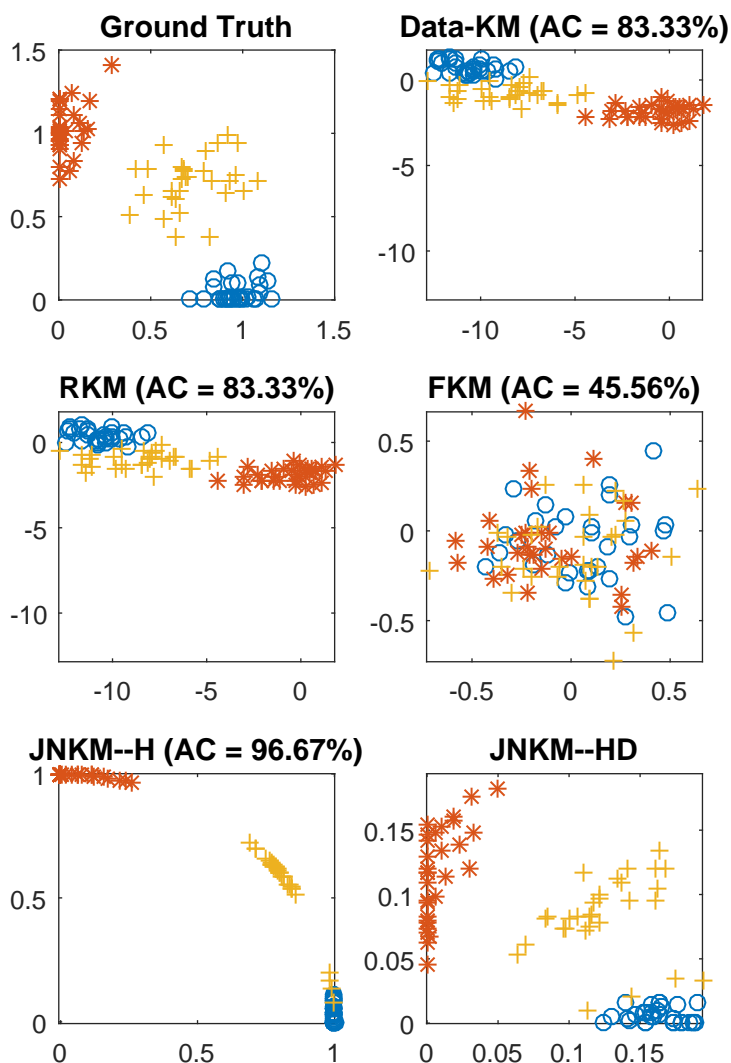 Ground Truth
1.5
1
0.5
0
0 0.5 1 1.5
Data-KM (AC = 83.33%)
0
-5
-10
-10 -5 0
RKM (AC = 83.33%)
0
-5
-10
-10 -5 0
FKM (AC = 45.56%)
0.5
0
-0.5
-0.5 0 0.5
JNKM--H (AC = 96.67%)
1
0.5
0
0 0.5 1
JNKM--HD
0.15
0.1
0.05
0
0 0.05 0.1 0.15